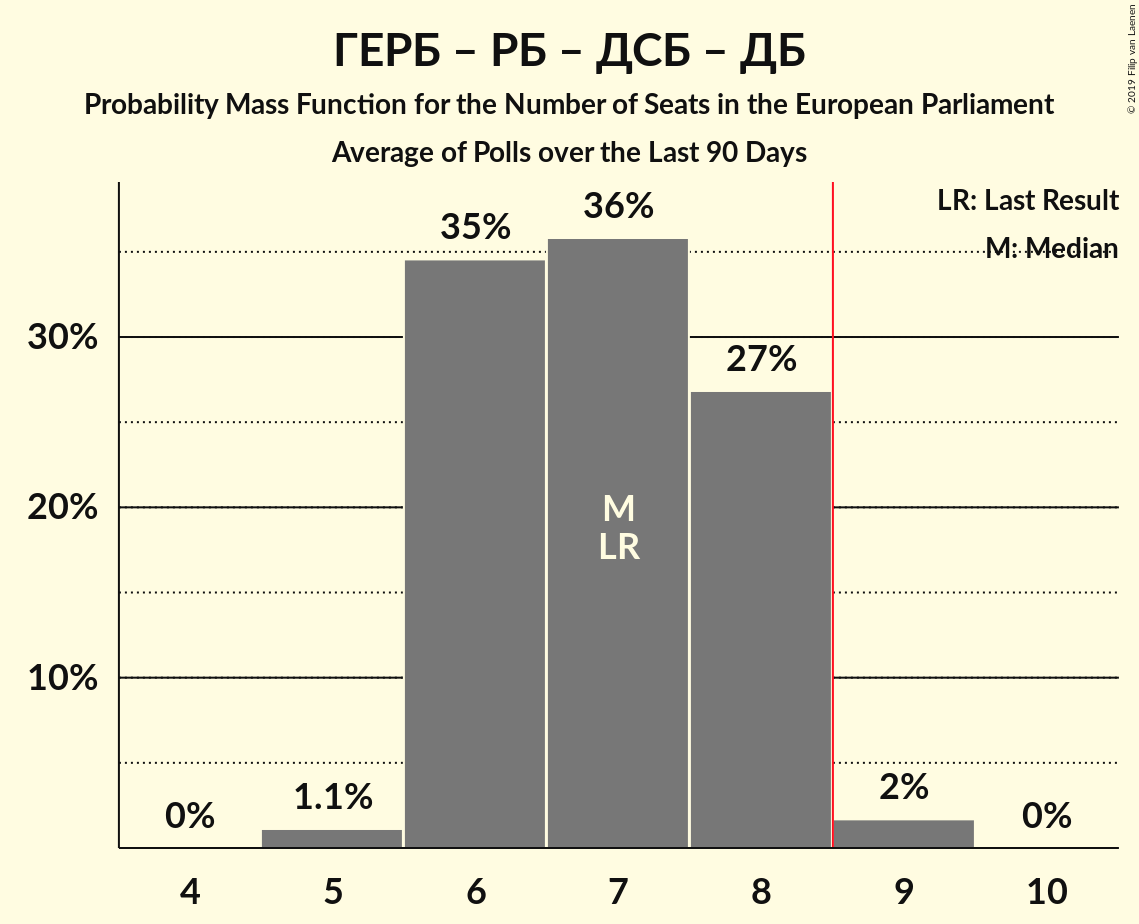 ГЕРБ – РБ – ДСБ – ДБ
Probability Mass Function for the Number of Seats in the European Parliament
Average of Polls over the Last 90 Days
© 2019 Filip van Laenen
LR: Last Result
M: Median
30%
20%
10%
0%
1.1%
35%
36%
27%
2%
0%
M
LR
4 5 6 7 8 9 10